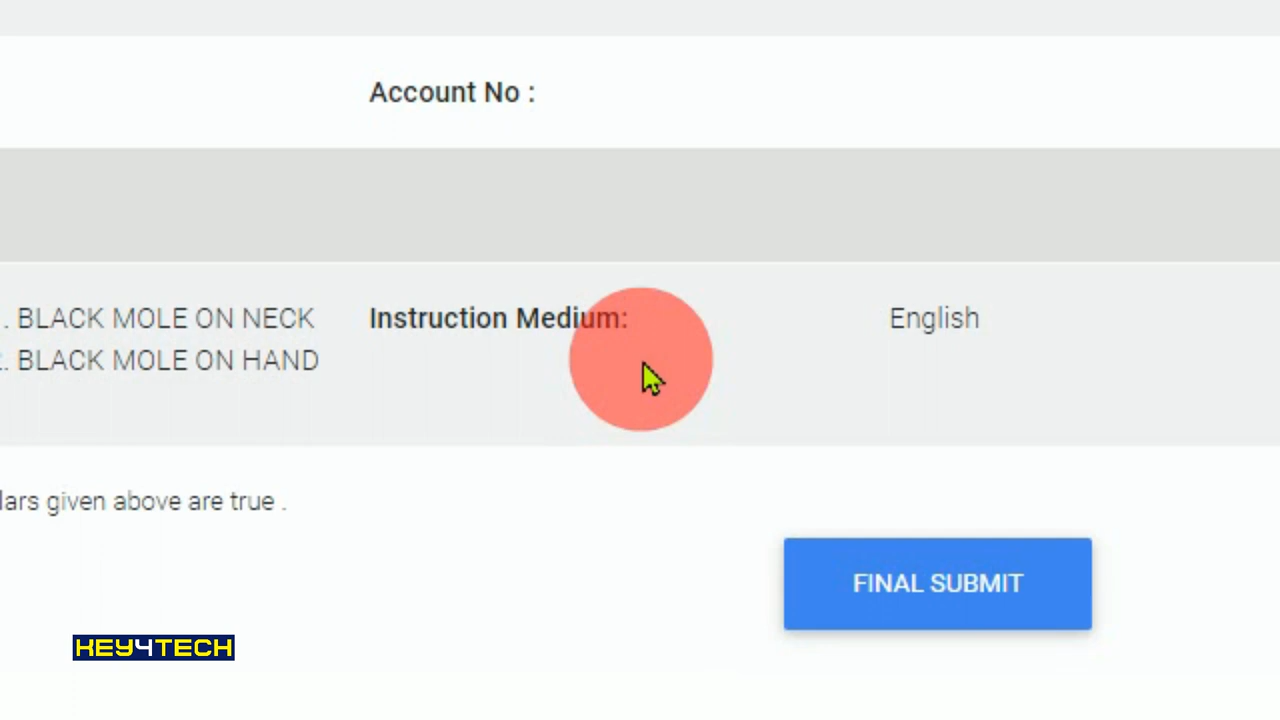 Account No :
. BLACK MOLE ON NECK
Instruction Medium:
English
. BLACK MOLE ON HAND
given above are true .
FINAL SUBMIT
KEY4TECH